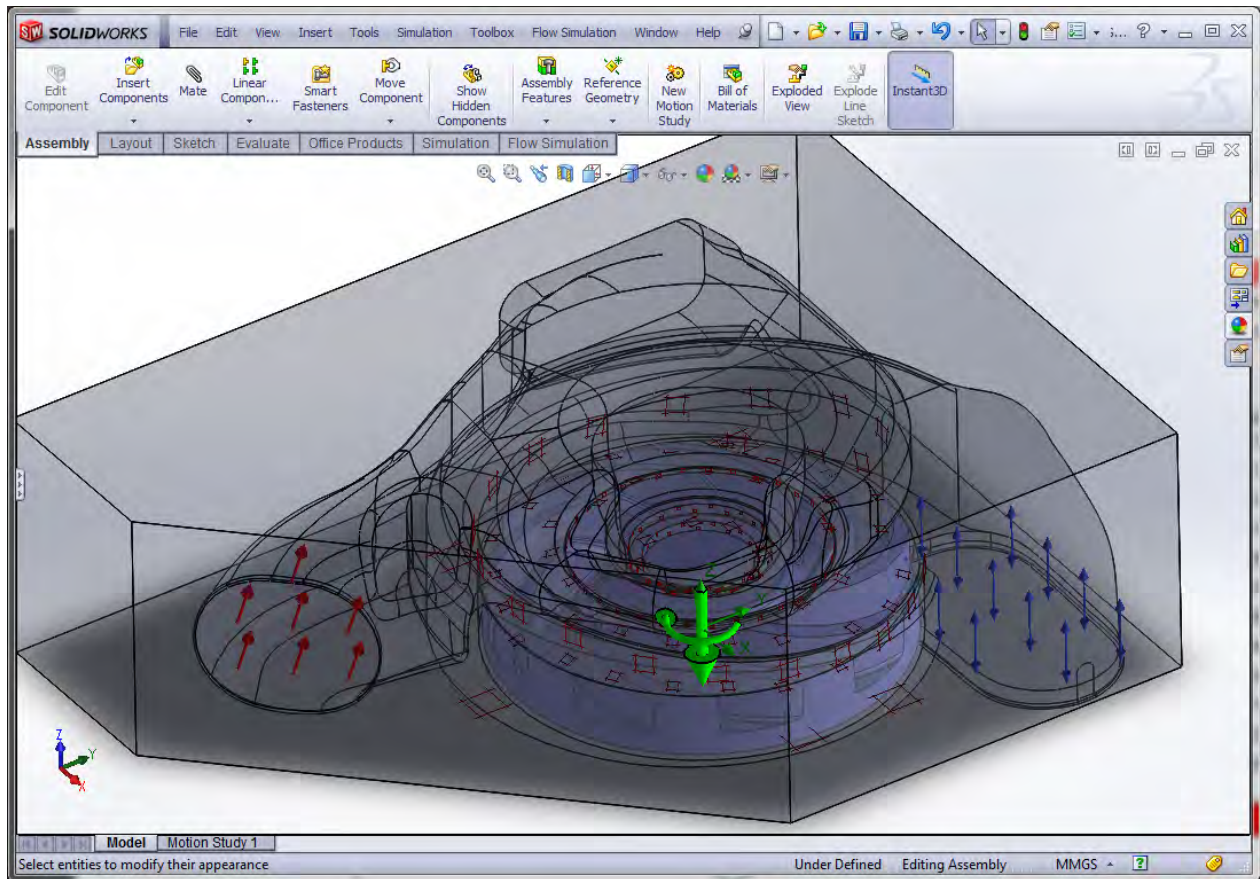 SW SOLIDWORKS File Edit View Insert Tools Simulation Toolbox Flow Simulation Window Help i... ?
Edit
Component
Insert
Components
Mate
Linear
Compon...
Smart
Fasteners
Move
Component
Show
Hidden
Components
Assembly
Features
Reference
Geometry
New
Motion
Study
Bill of
Materials
Exploded
View
Explode
Line
Sketch
Instant3D
Assembly Layout Sketch Evaluate Office Products Simulation Flow Simulation
Z
Y
X
Z
Y
X
Model Motion Study 1
Select entities to modify their appearance Under Defined Editing Assembly MMGS ?